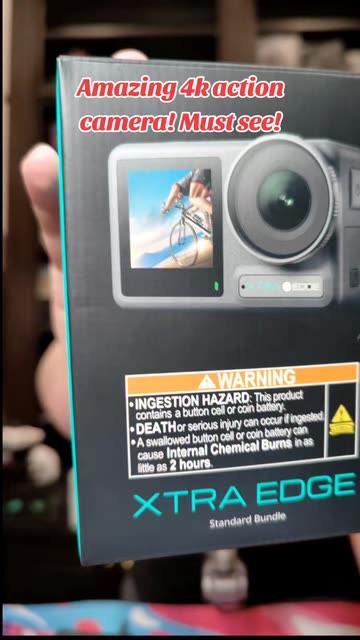 Amazing 4k action
camera! Must see!
XTRA
WARNING
• INGESTION HAZARD: This product
contains a button cell or coin battery.
• DEATH or serious injury can occur if ingested.
• A swallowed button cell or coin battery can
cause Internal Chemical Burns in as
little as 2 hours.
XTRA EDGE
Standard Bundle